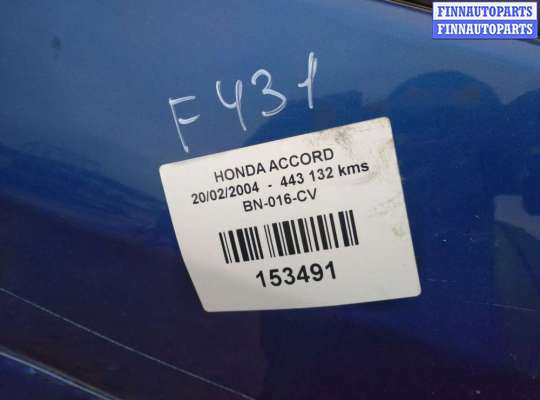 FINNAUTOPARTS
FINNAUTOPARTS
F431
HONDA ACCORD
20/02/2004 - 443 132 kms
BN-016-CV
153491